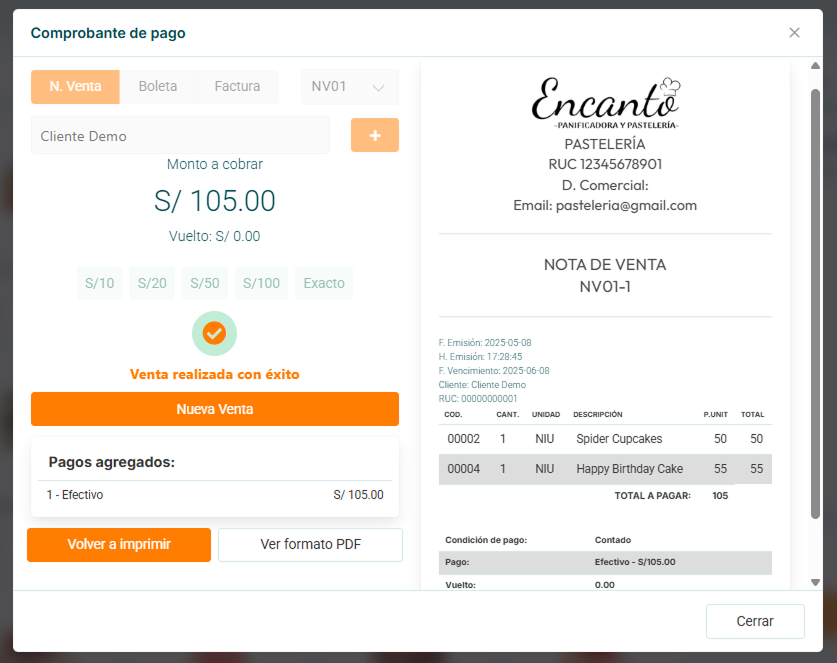 Comprobante de pago
N. Venta Boleta Factura NV01
Cliente Demo
+
Monto a cobrar
S/ 105.00
Vuelto: S/ 0.00
S/10 S/20 S/50 S/100 Exacto
Venta realizada con éxito
Nueva Venta
Pagos agregados:
1 - Efectivo S/ 105.00
Volver a imprimir Ver formato PDF
Encanto
-PANIFICADORA Y PASTELERÍA-
PASTELERÍA
RUC 12345678901
D. Comercial:
Email: pasteleria@gmail.com
NOTA DE VENTA
NV01-1
F. Emisión: 2025-05-08
H. Emisión: 17:28:45
F. Vencimiento: 2025-06-08
Cliente: Cliente Demo
RUC: 00000000001
COD. CANT. UNIDAD DESCRIPCIÓN P.UNIT TOTAL
00002 1 NIU Spider Cupcakes 50 50
00004 1 NIU Happy Birthday Cake 55 55
TOTAL A PAGAR: 105
Condición de pago: Contado
Pago: Efectivo - S/105.00
Vuelto: 0.00
Cerrar